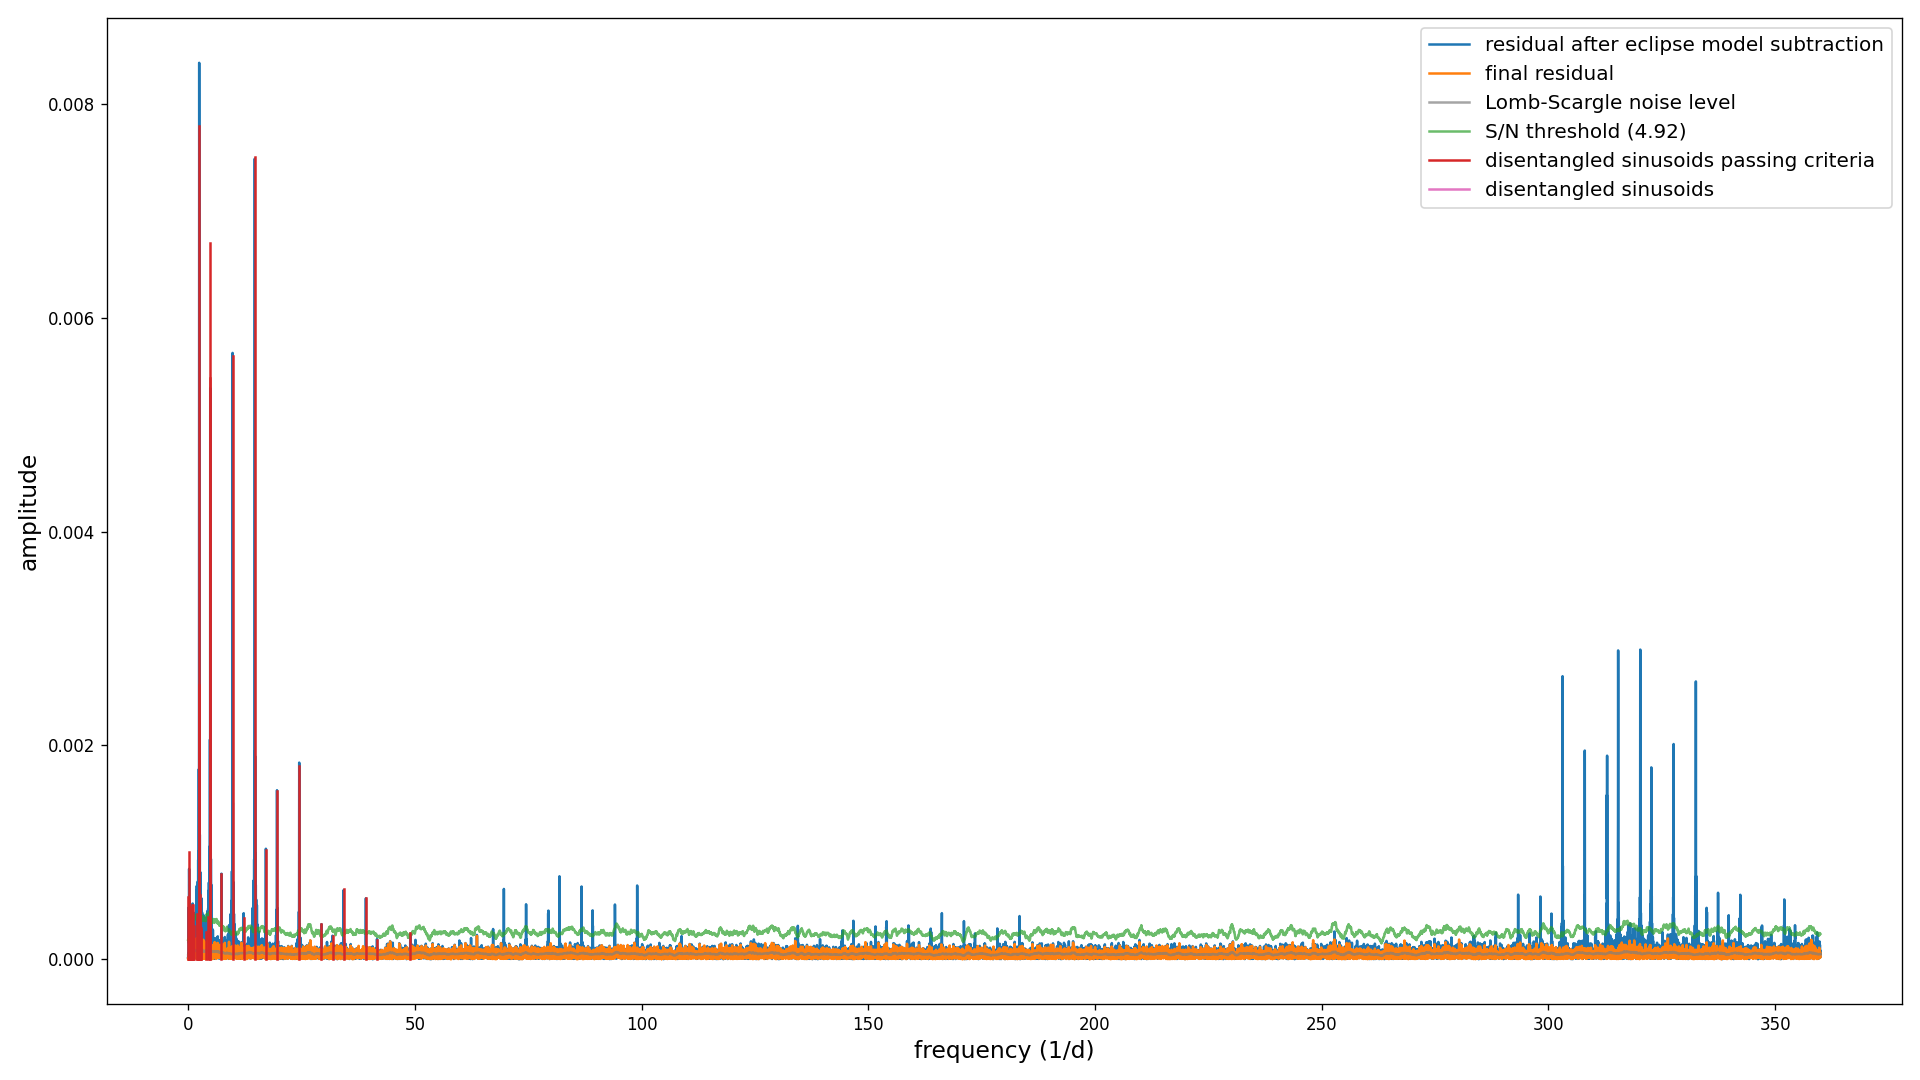 residual after eclipse model subtraction
final residual
Lomb-Scargle noise level
S/N threshold (4.92)
disentangled sinusoids passing criteria
disentangled sinusoids
0.008
0.006
0.004
0.002
0.000
amplitude
0 50 100 150 200 250 300 350
frequency (1/d)